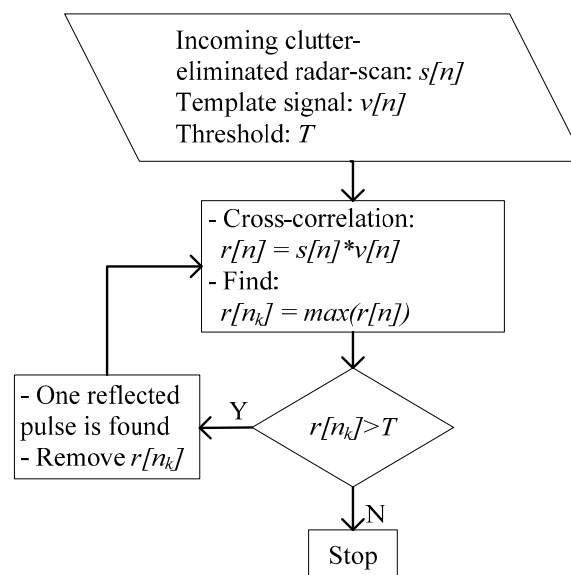 Incoming clutter-
eliminated radar-scan: s[n]
Template signal: v[n]
Threshold: T
- Cross-correlation:
r[n] = s[n]*v[n]
- Find:
r[nk] = max(r[n])
- One reflected
pulse is found
- Remove r[nk]
Y
r[nk]>T
N
Stop